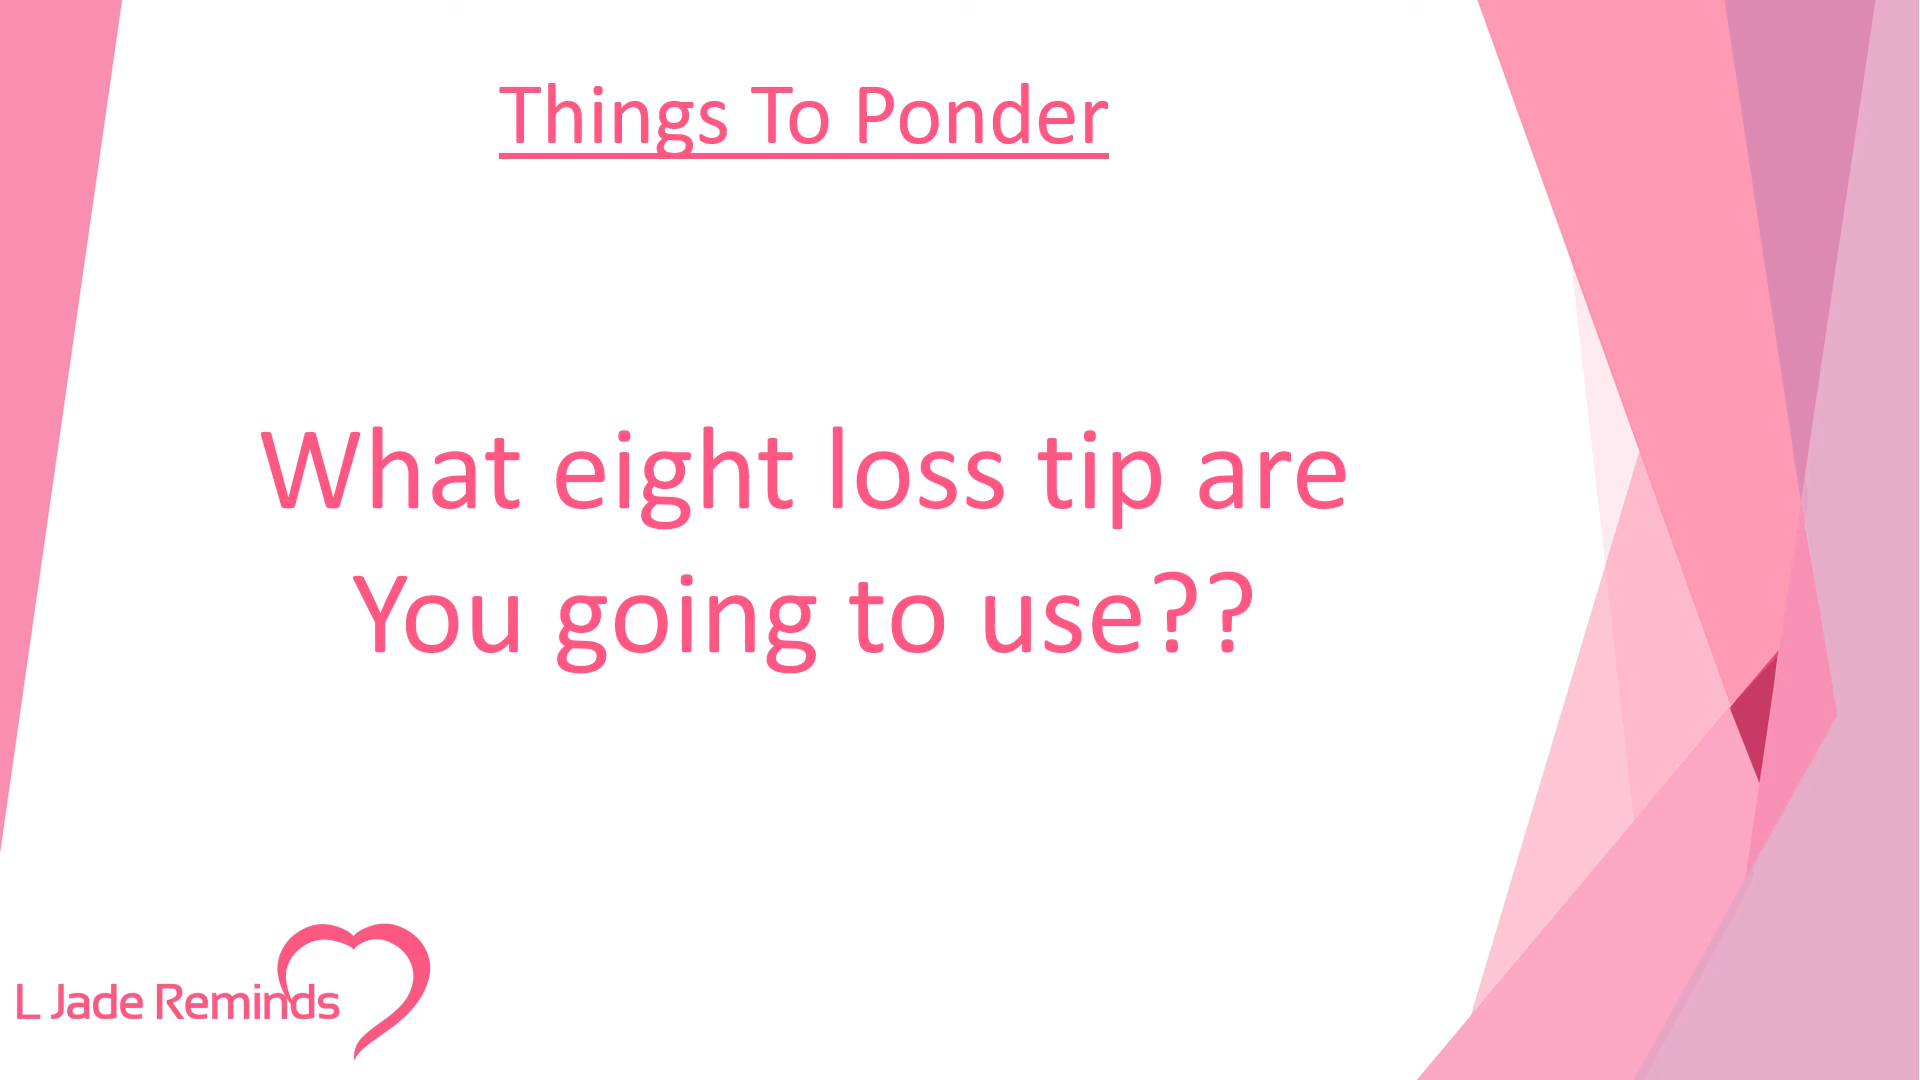 Things To Ponder
What eight loss tip are
You going to use??
L Jade Reminds